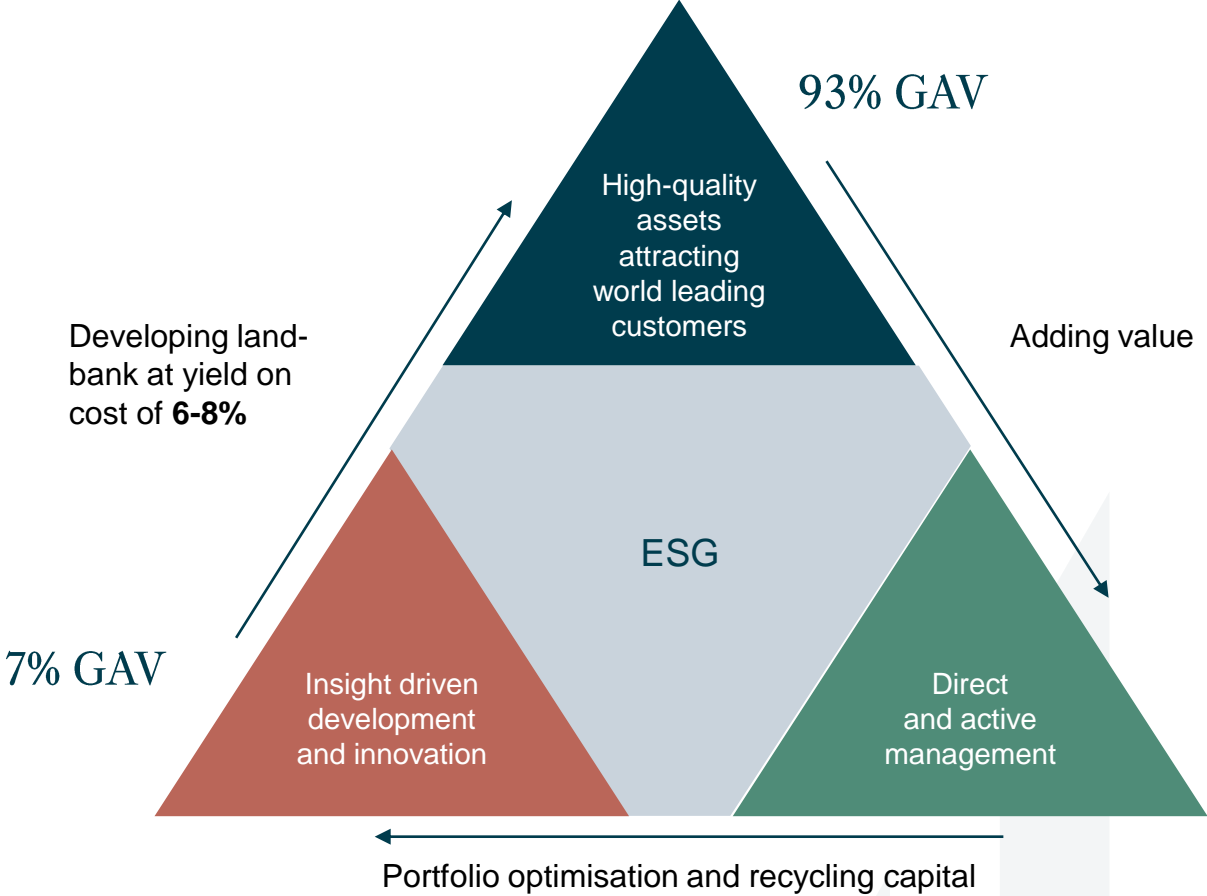 93% GAV
High-quality
assets
attracting
world leading
customers
Developing land-
bank at yield on
cost of 6-8%
Adding value
ESG
7% GAV
Insight driven
development
and innovation
Direct
and active
management
Portfolio optimisation and recycling capital